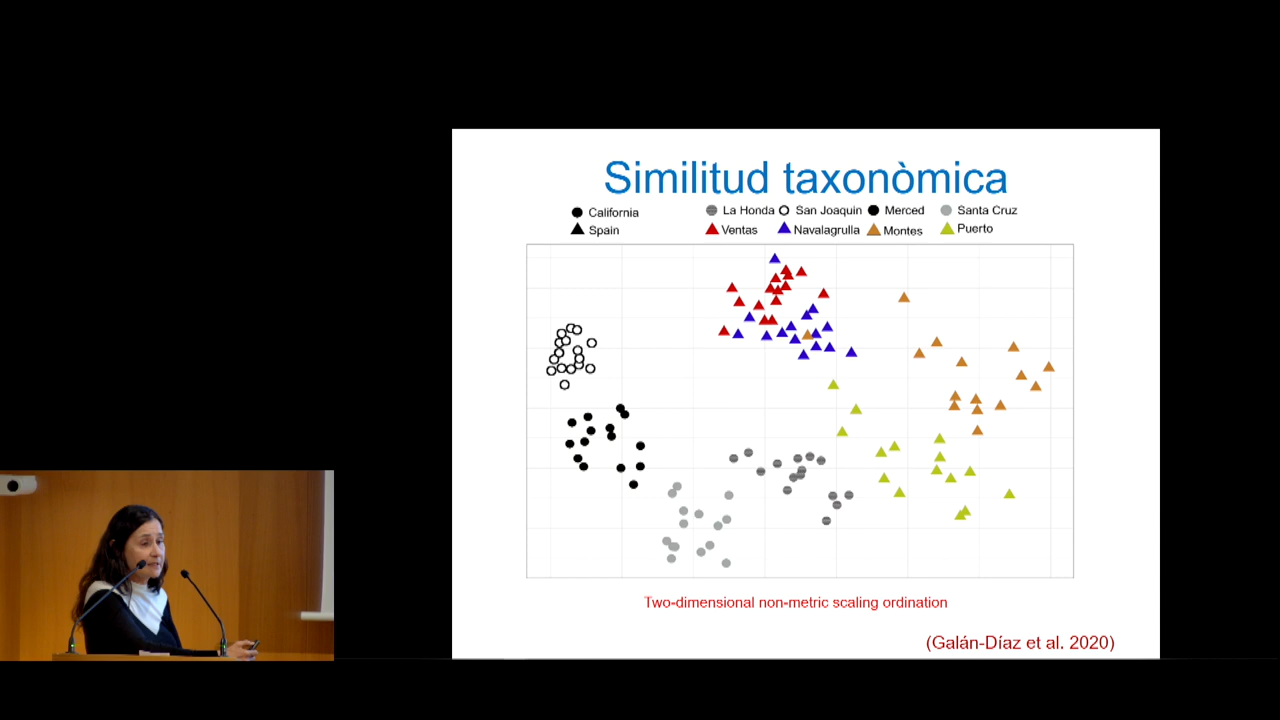 Similitud taxonòmica
California
La Honda
San Joaquin
Merced
Santa Cruz
Spain
Ventas
Navalagrulla
Montes
Puerto
Two-dimensional non-metric scaling ordination
(Galán-Díaz et al. 2020)